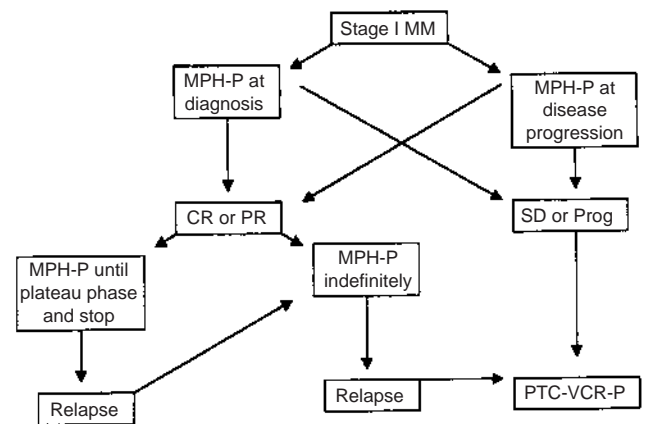 Stage I MM
MPH-P at
diagnosis
MPH-P at
disease
progression
CR or PR
SD or Prog
MPH-P until
plateau phase
and stop
MPH-P
indefinitely
Relapse
Relapse
PTC-VCR-P